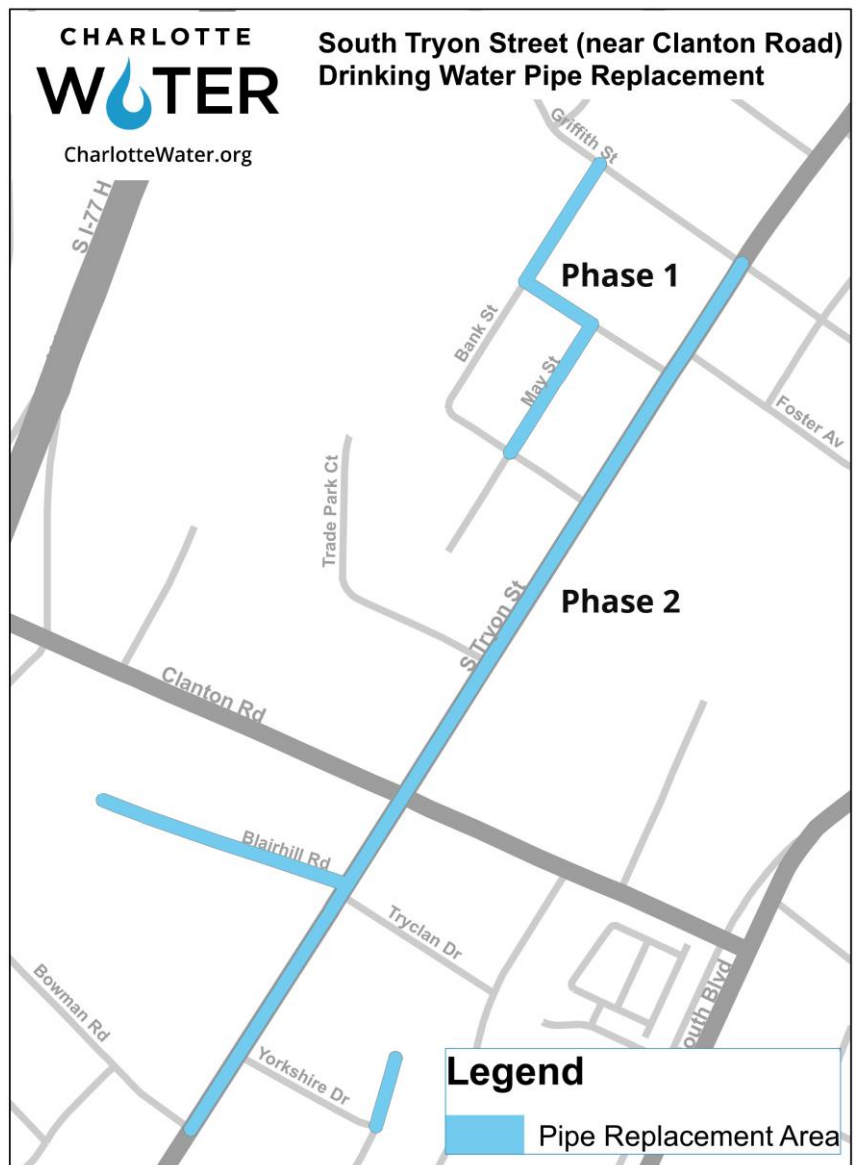 CHARLOTTE
WATER
CharlotteWater.org
South Tryon Street (near Clanton Road)
Drinking Water Pipe Replacement
Griffith St
S I-77 H
Phase 1
Bank St
May St
Foster Av
Trade Park Ct
S Tryon St
Phase 2
Clanton Rd
Blairhill Rd
Tryclan Dr
Bowman Rd
outh Blvd
Yorkshire Dr
Legend
Pipe Replacement Area